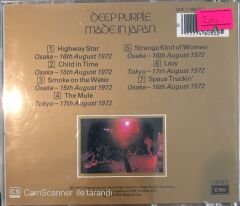 DEEP PURPLE
MADE IN JAPAN
1 Highway Star
Osaka - 16th August 1972
2 Child in Time
Osaka - 16th August 1972
3 Smoke on the Water
Osaka - 15th August 1972
4 The Mule
Tokyo - 17th August 1972
5 Strange Kind of Women
Osaka - 16th August 1972
6 Lazy
Tokyo - 17th August 1972
7 Space Truckin'
Osaka - 16th August 1972
EMI
CS CamScanner ile tarandı